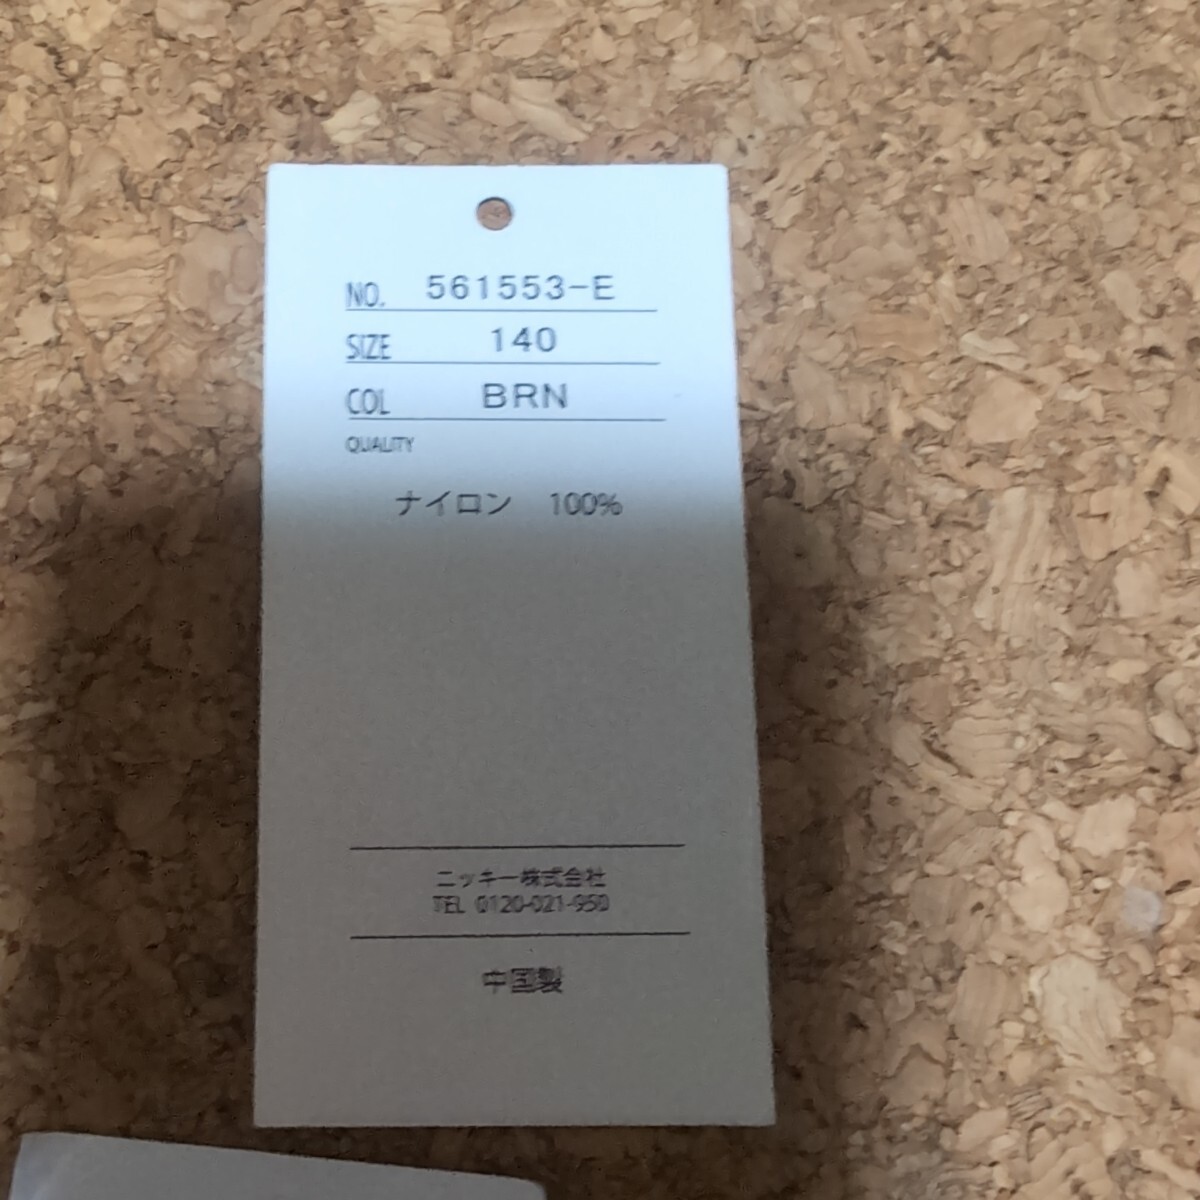 NO. 561553-E
SIZE 140
COL BRN
QUALITY
ナイロン 100%
ニッキー株式会社
TEL 0120-021-950
中国製